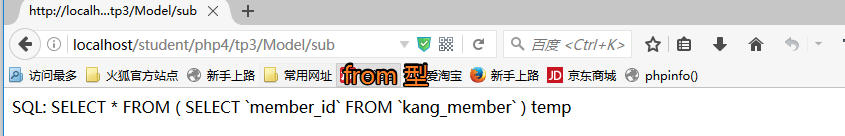 http://localh...tp3/Model/sub
localhost/student/php4/tp3/Model/sub
百度 <Ctrl+K>
访问最多 火狐官方站点 新手上路 常用网址 from 型 爱淘宝 新手上路 JD 京东商城 phpinfo()
SQL: SELECT * FROM ( SELECT `member_id` FROM `kang_member` ) temp